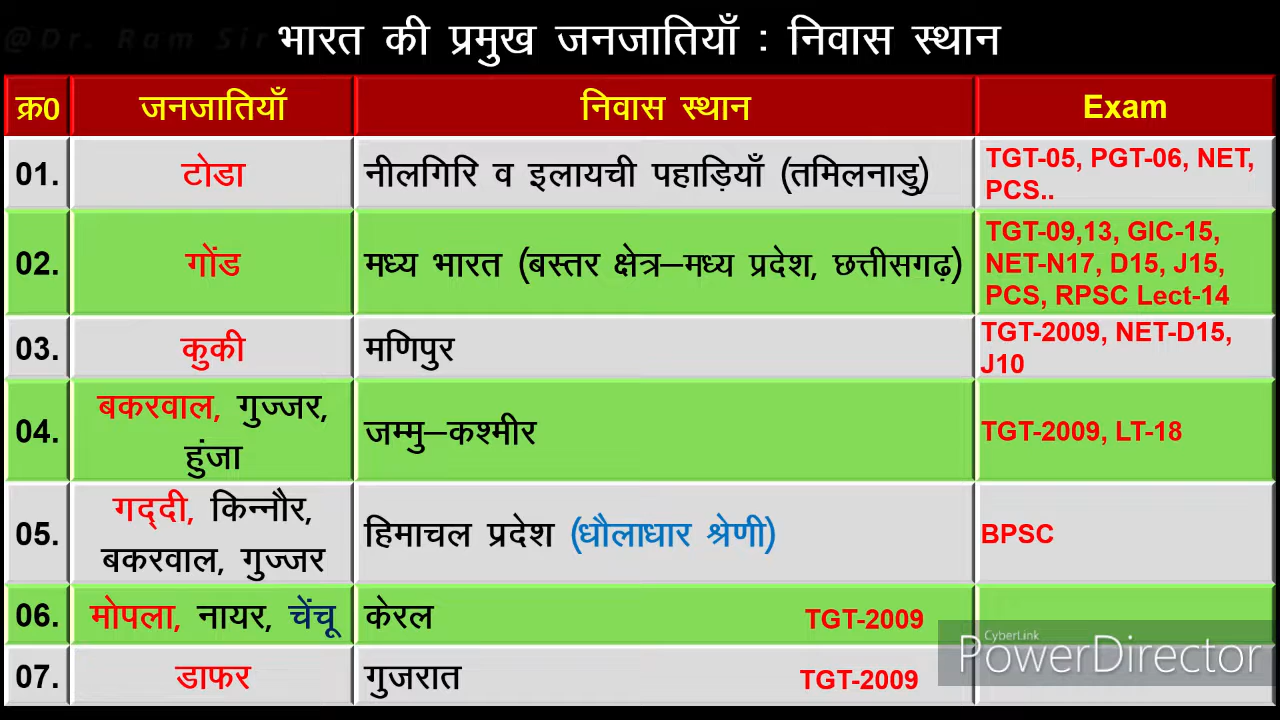 @Dr. Ram Sir
भारत की प्रमुख जनजातियाँ : निवास स्थान
क्र0 जनजातियाँ निवास स्थान Exam
01. टोडा नीलगिरि व इलायची पहाड़ियाँ (तमिलनाडु) TGT-05, PGT-06, NET,
PCS..
02. गोंड मध्य भारत (बस्तर क्षेत्र–मध्य प्रदेश, छत्तीसगढ़) TGT-09,13, GIC-15,
NET-N17, D15, J15,
PCS, RPSC Lect-14
03. कुकी मणिपुर TGT-2009, NET-D15,
J10
04. बकरवाल, गुज्जर,
हुंजा जम्मु–कश्मीर TGT-2009, LT-18
05. गद्दी, किन्नौर,
बकरवाल, गुज्जर हिमाचल प्रदेश (धौलाधार श्रेणी) BPSC
06. मोपला, नायर, चेंचू केरल TGT-2009
07. डाफर गुजरात TGT-2009
CyberLink
PowerDirector